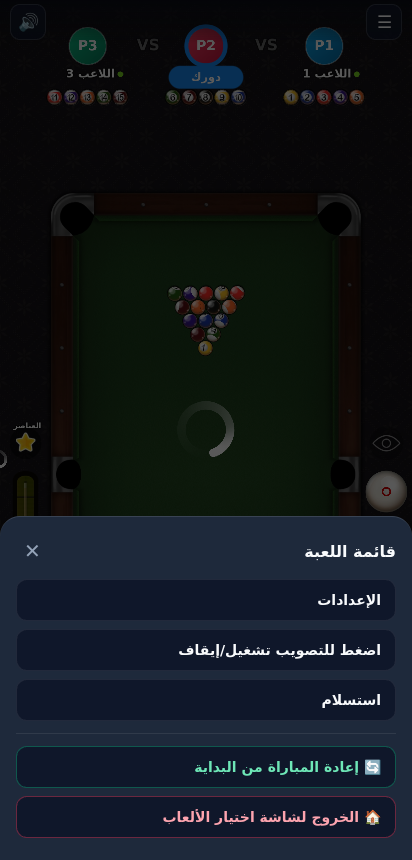 P3 VS P2 VS P1
اللاعب 3
دورك
اللاعب 1
العناصر
قائمة اللعبة ✕
الإعدادات
اضغط للتصويب تشغيل/إيقاف
استسلام
🔄 إعادة المباراة من البداية
🏠 الخروج لشاشة اختيار الألعاب